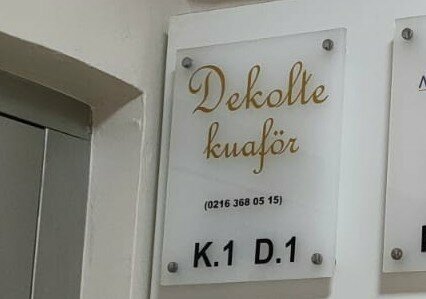 Dekolte
kuaför
(0216 368 05 15)
K.1 D.1